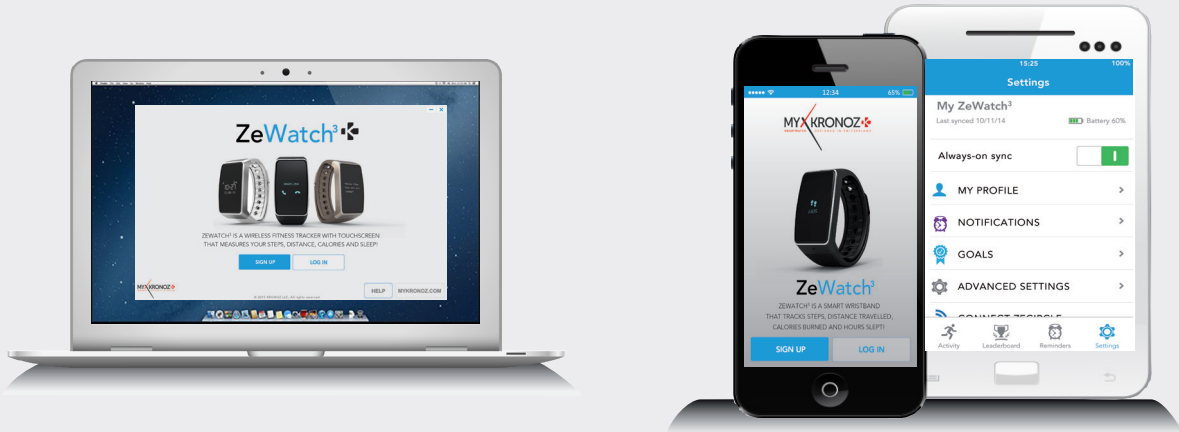 ZeWatch³
ZEWATCH³ IS A WIRELESS FITNESS TRACKER WITH TOUCHSCREEN
THAT MEASURES YOUR STEPS, DISTANCE, CALORIES AND SLEEP!
SIGN UP
LOG IN
MYKRONOZ
HELP
MYKRONOZ.COM
12:34
65%
MYKRONOZ
ZeWatch³
ZEWATCH³ IS A SMART WRISTBAND
THAT TRACKS STEPS, DISTANCE TRAVELLED,
CALORIES BURNED AND HOURS SLEPT!
SIGN UP
LOG IN
15:25
100%
Settings
My ZeWatch³
Last synced 10/11/14
Battery 60%
Always-on sync
MY PROFILE
NOTIFICATIONS
GOALS
ADVANCED SETTINGS
Activity
Leaderboard
Reminders
Settings